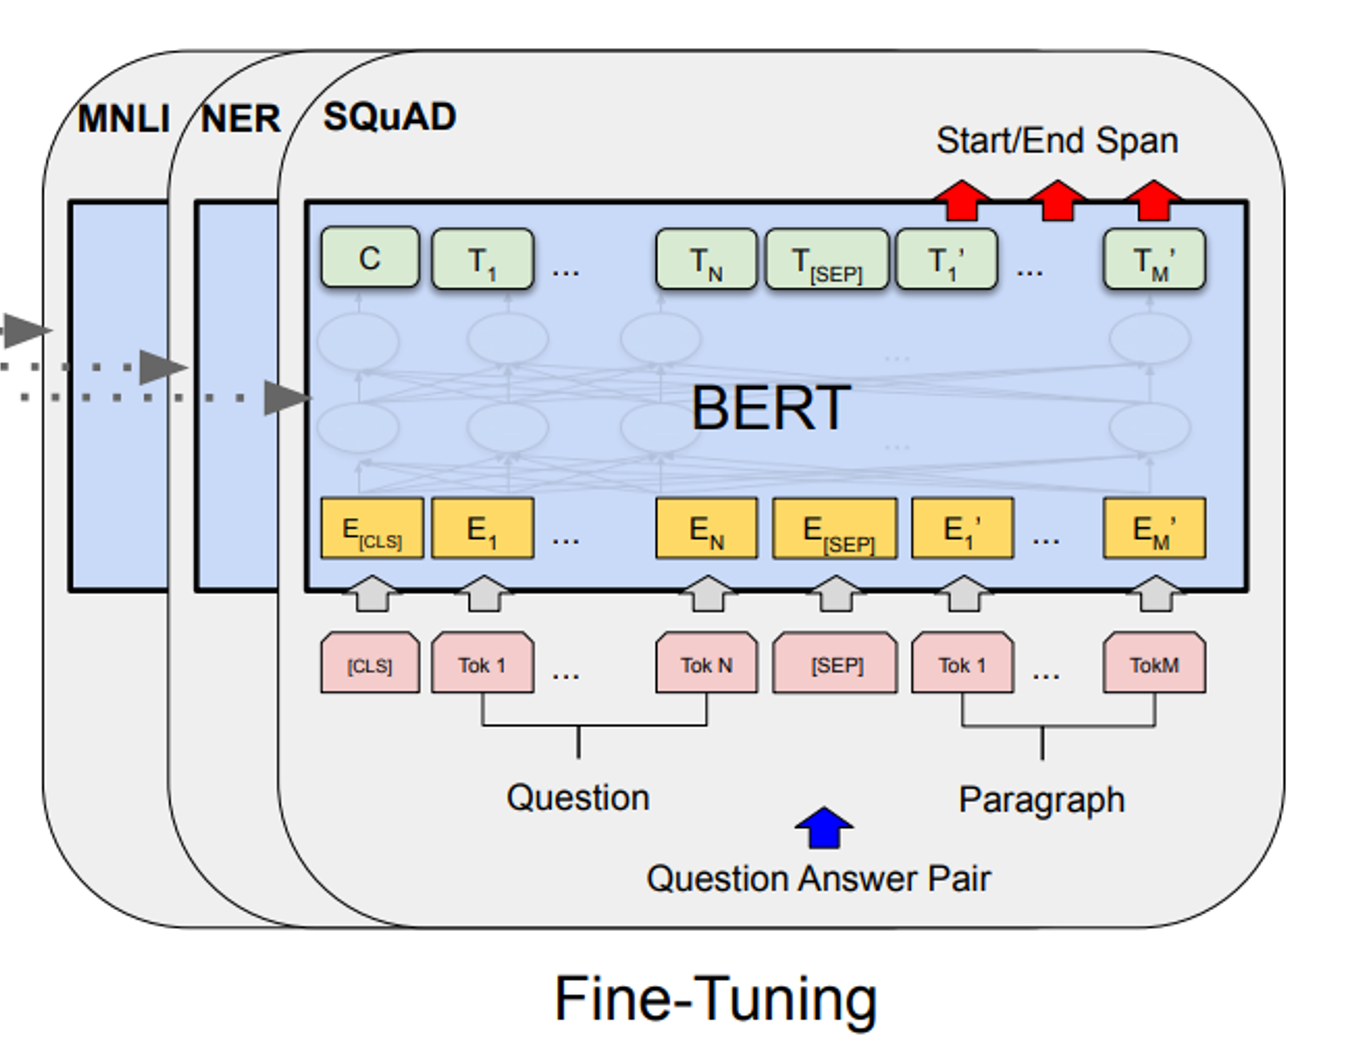 MNLI NER SQuAD
Start/End Span
C T1 ... TN T[SEP] T1’ ... TM’
...
BERT
...
E[CLS] E1 ... EN E[SEP] E1’ ... EM’
[CLS] Tok 1 ... Tok N [SEP] Tok 1 ... TokM
Question Paragraph
Question Answer Pair
Fine-Tuning